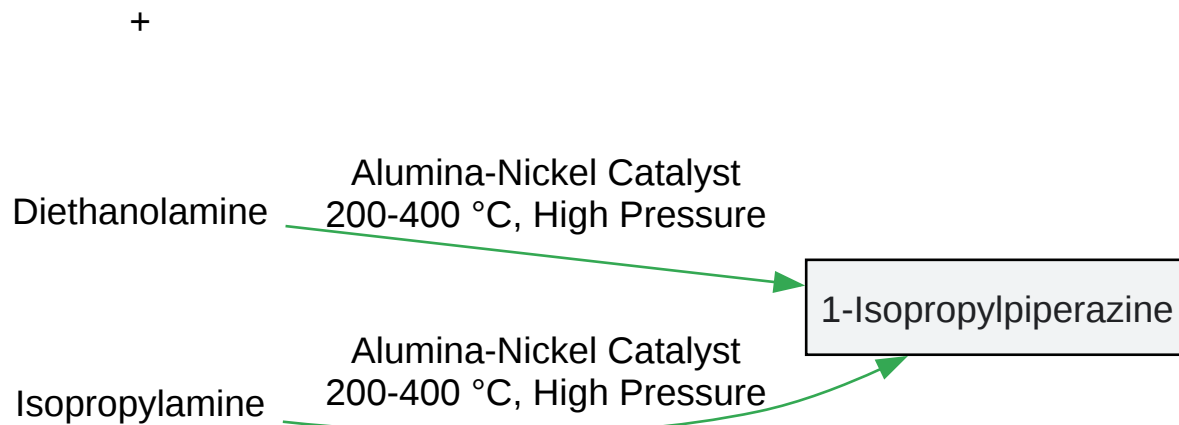 +
Alumina-Nickel Catalyst
200-400 °C, High Pressure
Diethanolamine
1-Isopropylpiperazine
Alumina-Nickel Catalyst
200-400 °C, High Pressure
Isopropylamine